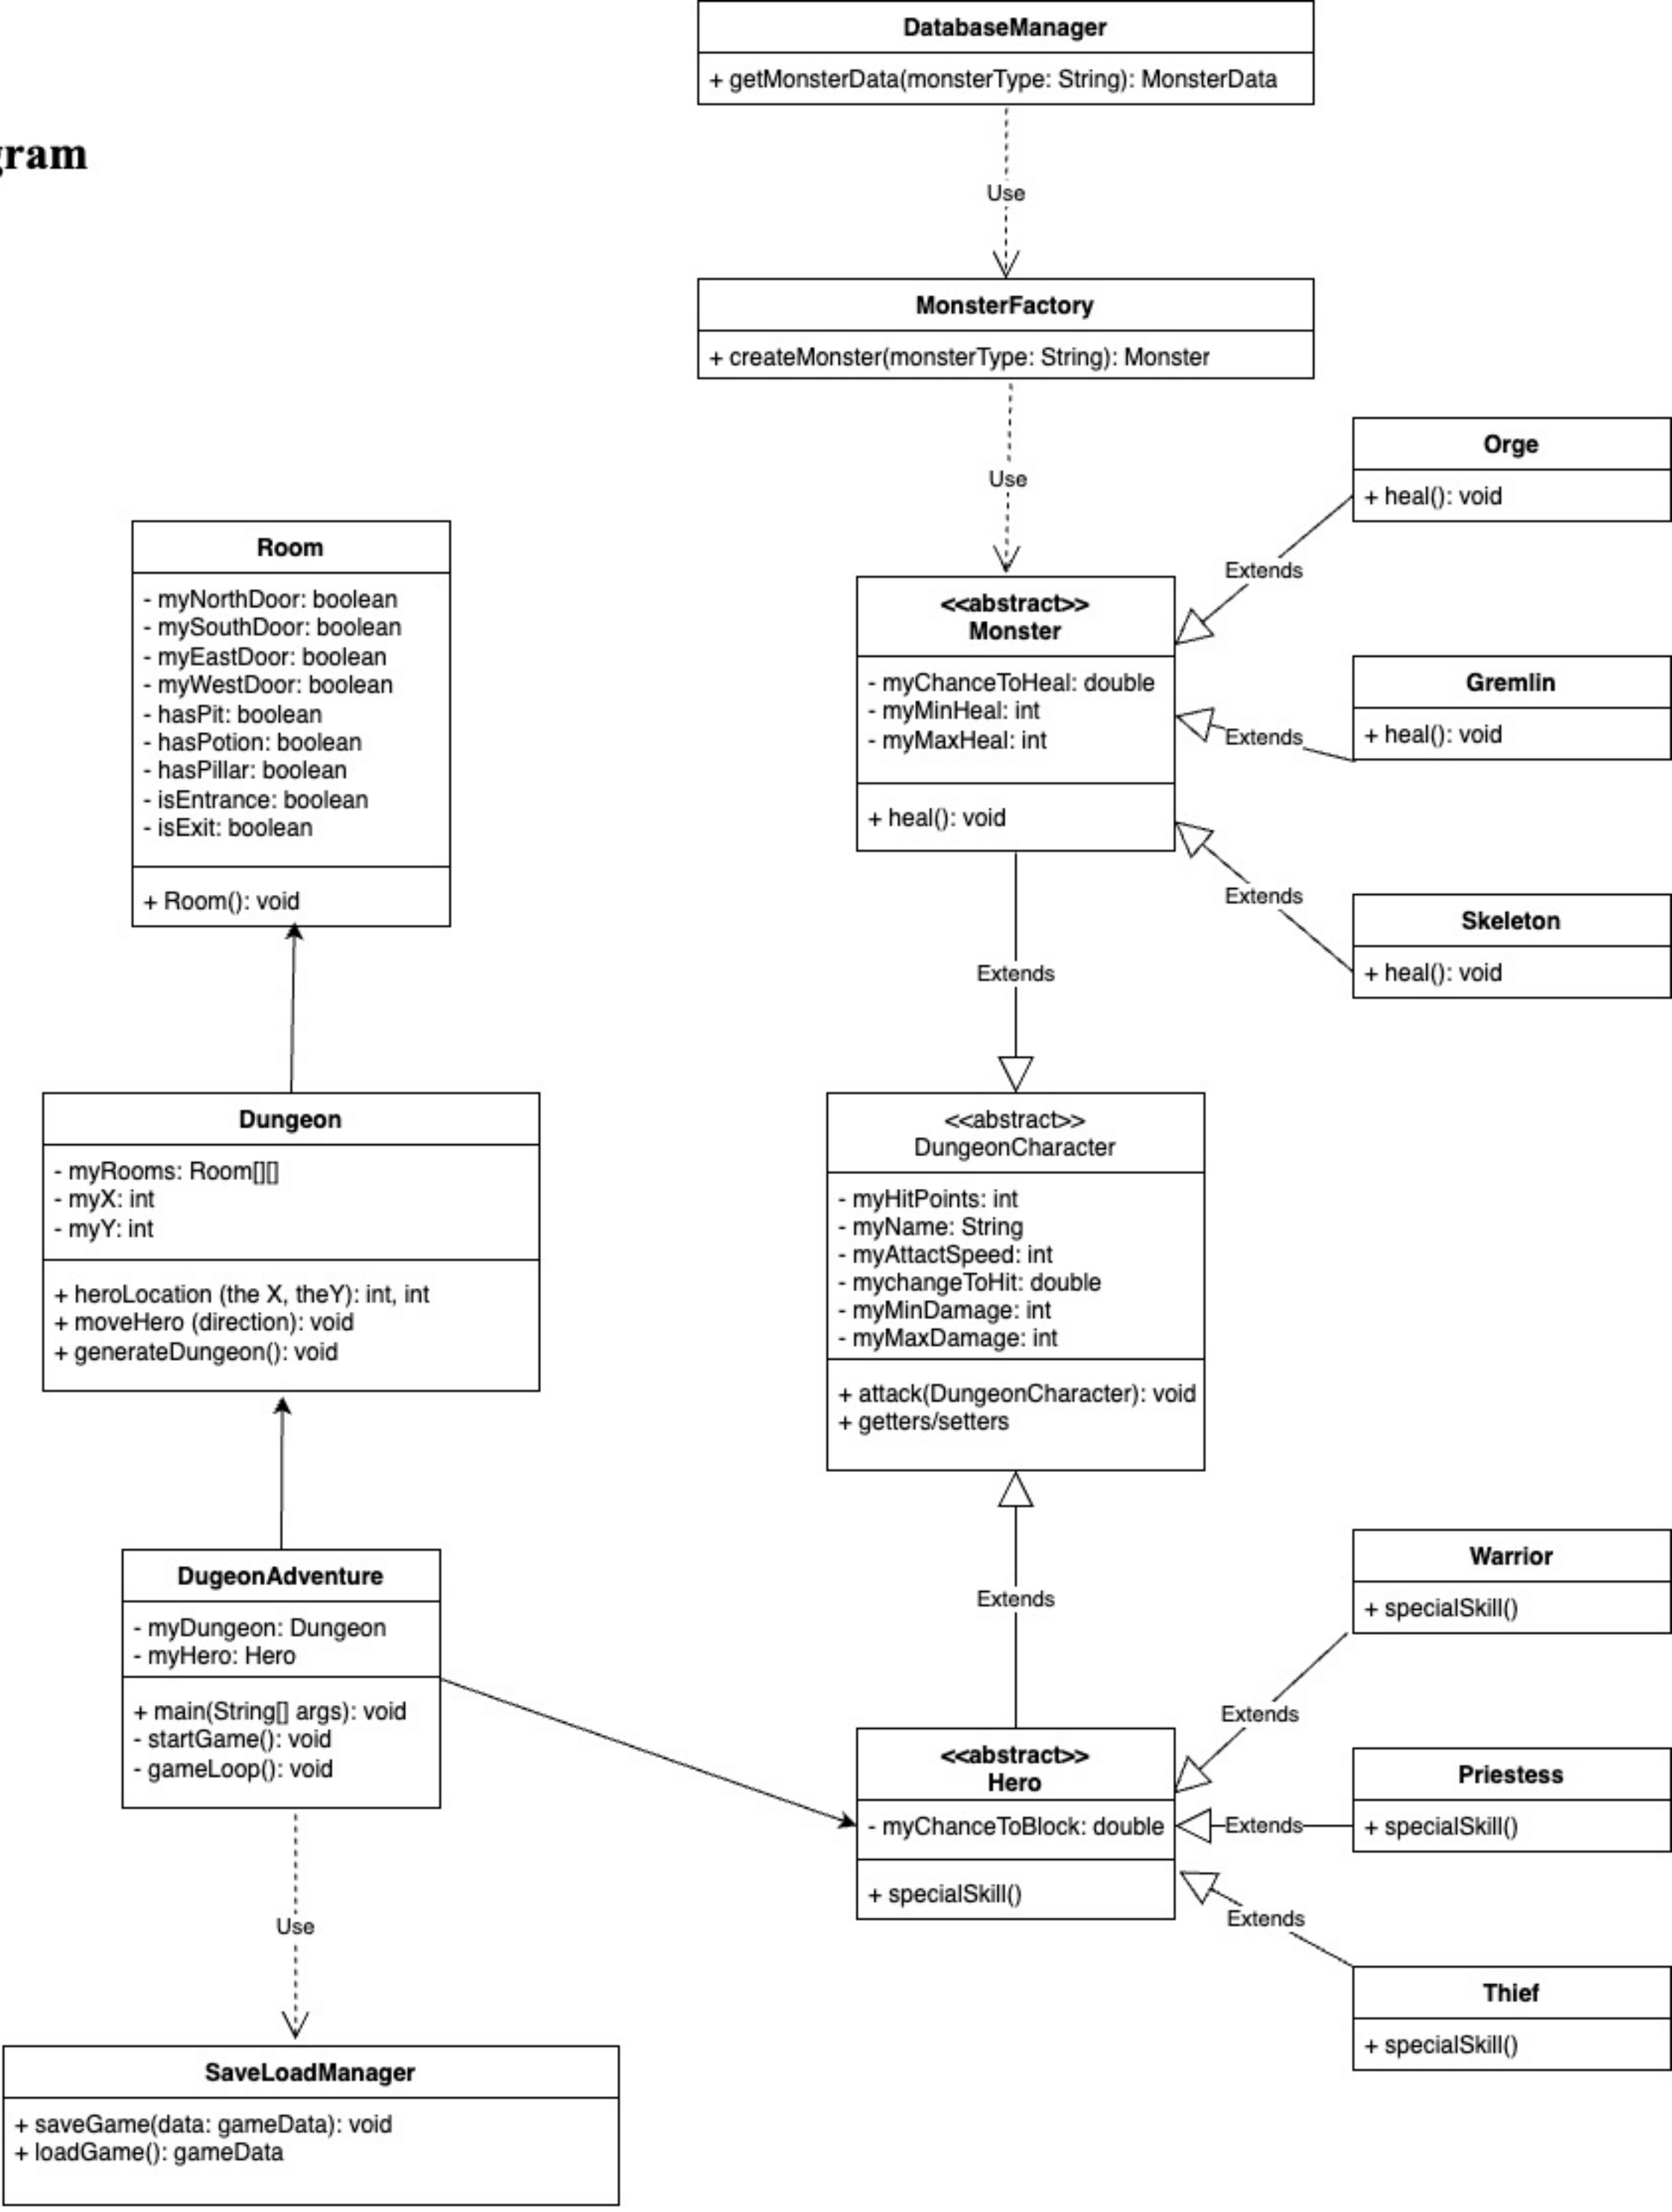 DatabaseManager
+ getMonsterData(monsterType: String): MonsterData
gram
Use
MonsterFactory
+ createMonster(monsterType: String): Monster
Use
Orge
+ heal(): void
Extends
Room
- myNorthDoor: boolean
- mySouthDoor: boolean
- myEastDoor: boolean
- myWestDoor: boolean
- hasPit: boolean
- hasPotion: boolean
- hasPillar: boolean
- isEntrance: boolean
- isExit: boolean
+ Room(): void
<<abstract>>
Monster
- myChanceToHeal: double
- myMinHeal: int
- myMaxHeal: int
+ heal(): void
Gremlin
+ heal(): void
Extends
Extends
Skeleton
+ heal(): void
Extends
Dungeon
- myRooms: Room[][]
- myX: int
- myY: int
+ heroLocation (the X, theY): int, int
+ moveHero (direction): void
+ generateDungeon(): void
<<abstract>>
DungeonCharacter
- myHitPoints: int
- myName: String
- myAttactSpeed: int
- mychangeToHit: double
- myMinDamage: int
- myMaxDamage: int
+ attack(DungeonCharacter): void
+ getters/setters
DugeonAdventure
- myDungeon: Dungeon
- myHero: Hero
+ main(String[] args): void
- startGame(): void
- gameLoop(): void
Extends
Warrior
+ specialSkill()
Extends
<<abstract>>
Hero
- myChanceToBlock: double
+ specialSkill()
Priestess
+ specialSkill()
Extends
Extends
Thief
+ specialSkill()
Use
SaveLoadManager
+ saveGame(data: gameData): void
+ loadGame(): gameData